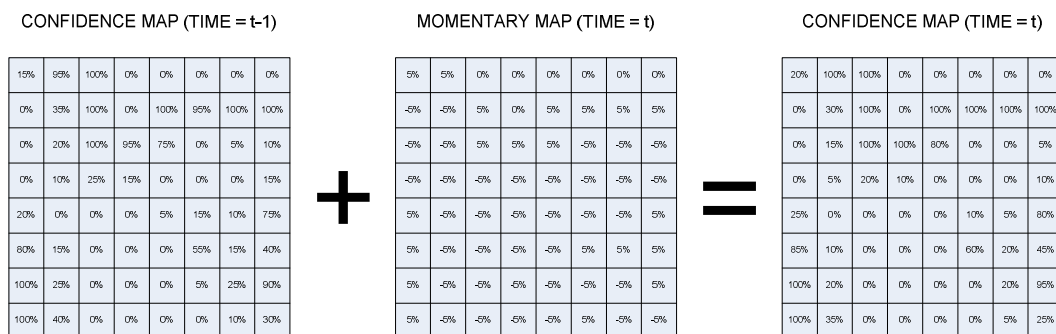 CONFIDENCE MAP (TIME = t-1) MOMENTARY MAP (TIME = t) CONFIDENCE MAP (TIME = t)
15% 95% 100% 0% 0% 0% 0% 0% 5% 5% 0% 0% 0% 0% 0% 0% 20% 100% 100% 0% 0% 0% 0% 0%
0% 35% 100% 0% 100% 95% 100% 100% -5% -5% 5% 0% 5% 5% 5% 5% 0% 30% 100% 0% 100% 100% 100% 100%
0% 20% 100% 95% 75% 0% 5% 10% -5% -5% 5% 5% 5% -5% -5% -5% 0% 15% 100% 100% 80% 0% 0% 5%
0% 10% 25% 15% 0% 0% 0% 15% -5% -5% -5% -5% -5% -5% -5% -5% 0% 5% 20% 10% 0% 0% 0% 10%
+ =
20% 0% 0% 0% 5% 15% 10% 75% 5% -5% -5% -5% -5% -5% -5% 5% 25% 0% 0% 0% 0% 10% 5% 80%
80% 15% 0% 0% 0% 55% 15% 40% 5% -5% -5% -5% -5% 5% 5% 5% 85% 10% 0% 0% 0% 60% 20% 45%
100% 25% 0% 0% 0% 5% 25% 90% 5% -5% -5% -5% -5% -5% -5% 5% 100% 20% 0% 0% 0% 0% 20% 95%
100% 40% 0% 0% 0% 0% 10% 30% 5% -5% -5% -5% -5% -5% -5% -5% 100% 35% 0% 0% 0% 0% 5% 25%